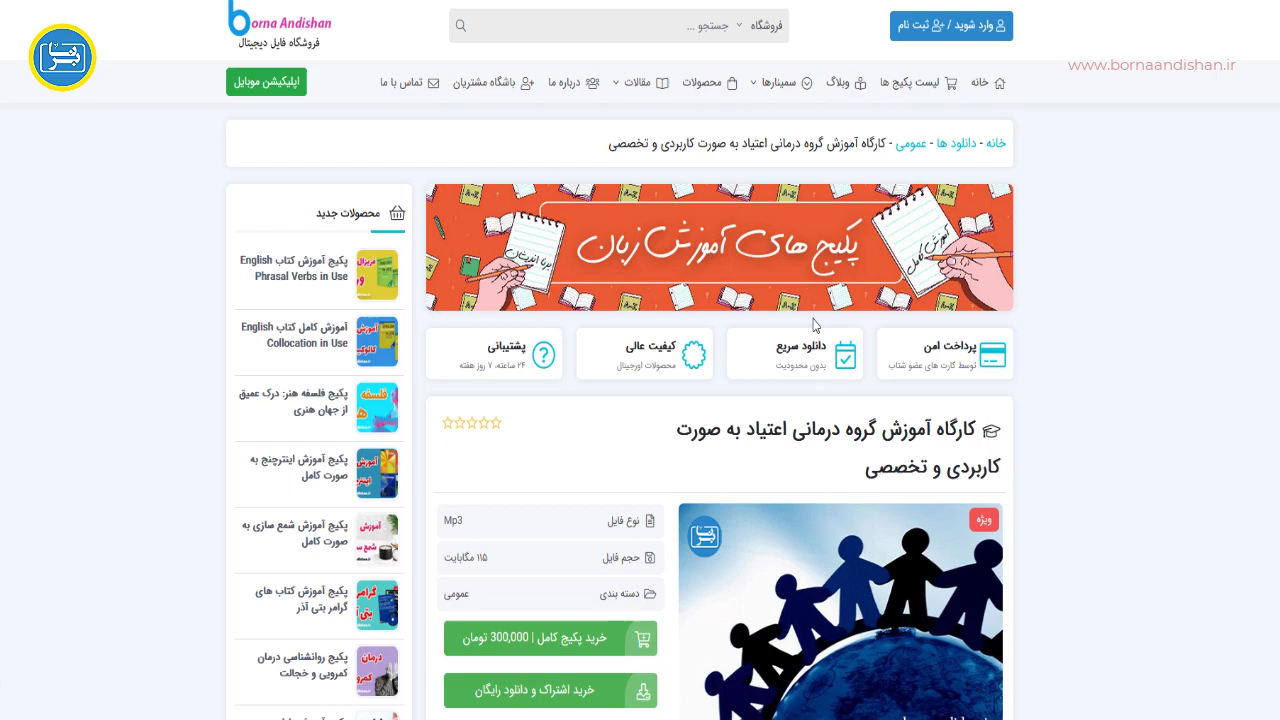 وارد شوید / ثبت نام
فروشگاه
جستجو ...
Borna Andishan
فروشگاه فایل دیجیتال
برنا
www.bornaandishan.ir
خانه
لیست پکیج ها
وبلاگ
سمینارها
محصولات
مقالات
درباره ما
باشگاه مشتریان
تماس با ما
اپلیکیشن موبایل
خانه - دانلود ها - عمومی - کارگاه آموزش گروه درمانی اعتیاد به صورت کاربردی و تخصصی
آموزش کامل
پکیج های آموزش زبان
برنا اندیشان
پرداخت امن
توسط کارت های عضو شتاب
دانلود سریع
بدون محدودیت
کیفیت عالی
محصولات اورجینال
پشتیبانی
۲۴ ساعته، ۷ روز هفته
کارگاه آموزش گروه درمانی اعتیاد به صورت
کاربردی و تخصصی
ویژه
برنا
نوع فایل
Mp3
حجم فایل
۱۱۵ مگابایت
دسته بندی
عمومی
خرید پکیج کامل | 300,000 تومان
خرید اشتراک و دانلود رایگان
محصولات جدید
پکیج آموزش کتاب English
Phrasal Verbs in Use
آموزش کامل کتاب English
Collocation in Use
پکیج فلسفه هنر: درک عمیق
از جهان هنری
پکیج آموزش اینترچنج به
صورت کامل
پکیج آموزش شمع سازی به
صورت کامل
پکیج آموزش کتاب های
گرامر بتی آذر
پکیج روانشناسی درمان
کمرویی و خجالت